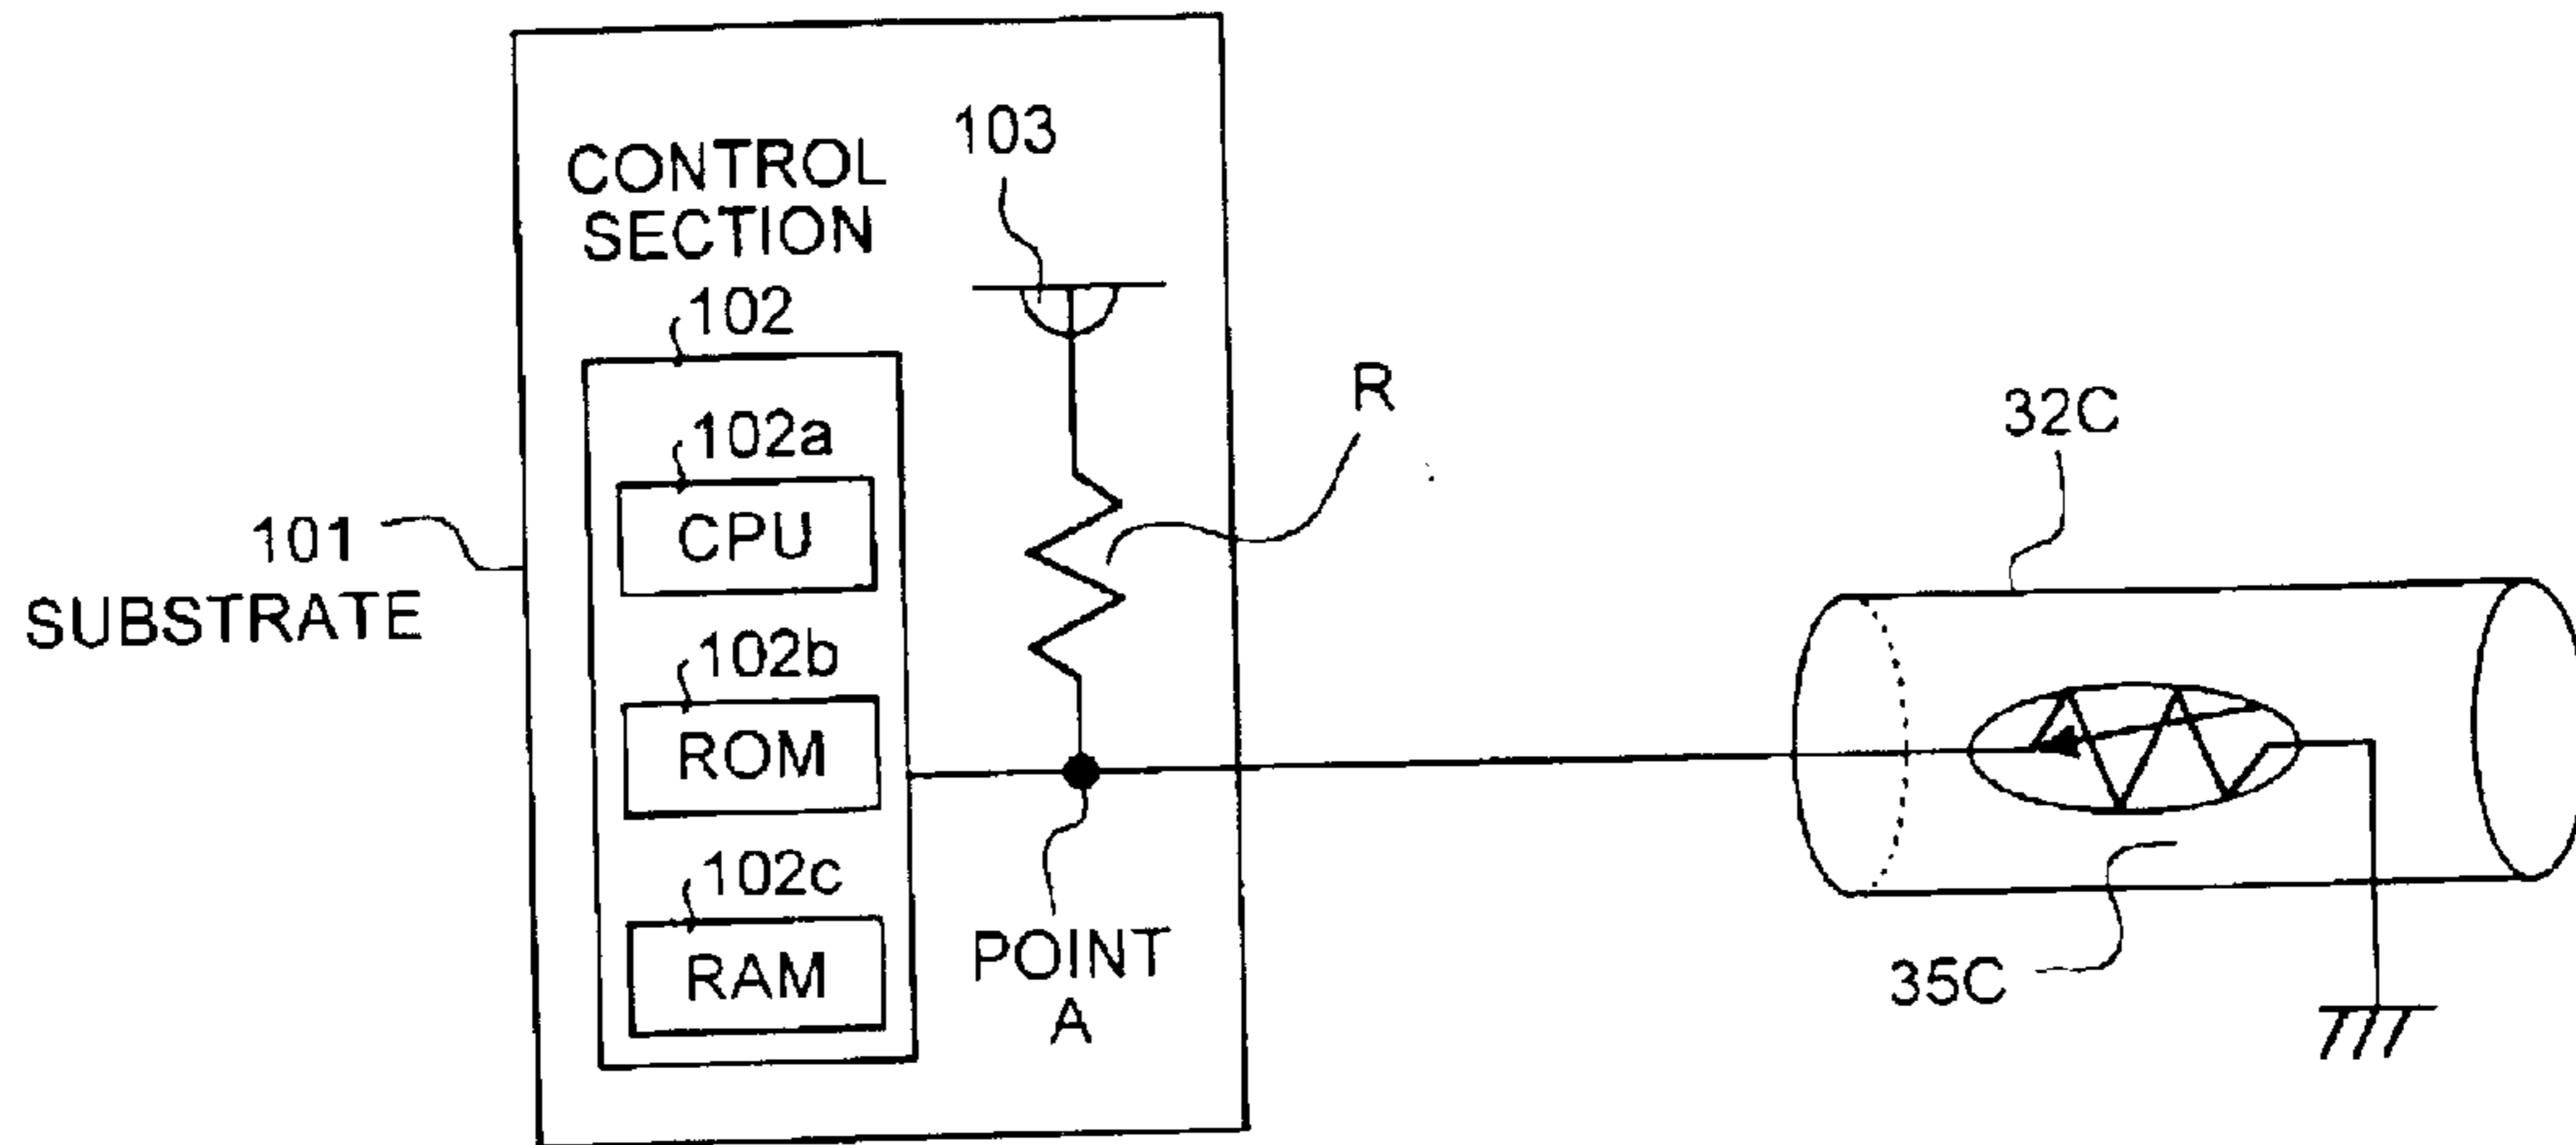 103
CONTROL
SECTION
102
R
32C
102a
CPU
101
SUBSTRATE
102b
ROM
102c
RAM
POINT
A
35C